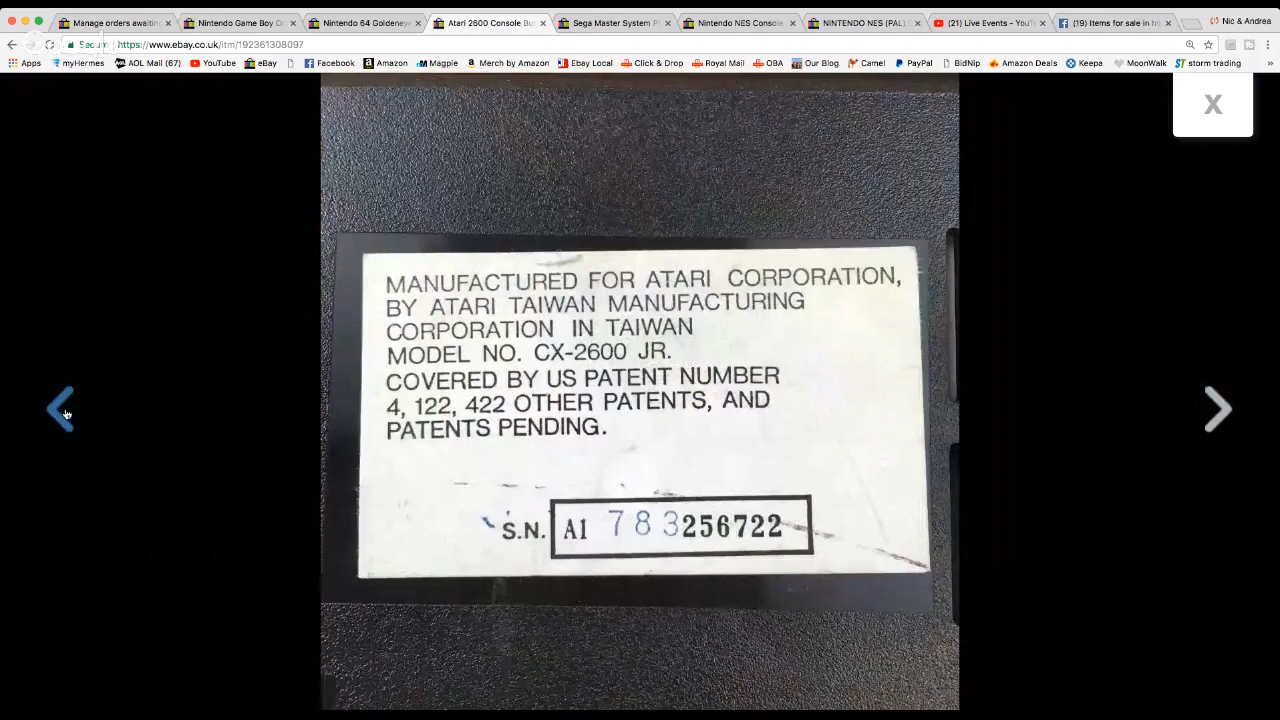 Manage orders awaitin
Nintendo Game Boy Or
Nintendo 64 Goldeneye
Atari 2600 Console Bun
Sega Master System P
Nintendo NES Console
NINTENDO NES (PAL)
(21) Live Events - YouT
(19) Items for sale in hi
Nic & Andrea
Secure
https://www.ebay.co.uk/itm/192361308097
Apps
myHermes
AOL Mail (67)
YouTube
eBay
Facebook
Amazon
Magpie
Merch by Amazon
Ebay Local
Click & Drop
Royal Mail
OBA
Our Blog
Camel
PayPal
BidNip
Amazon Deals
Keepa
MoonWalk
storm trading
X
MANUFACTURED FOR ATARI CORPORATION,
BY ATARI TAIWAN MANUFACTURING
CORPORATION IN TAIWAN
MODEL NO. CX-2600 JR.
COVERED BY US PATENT NUMBER
4, 122, 422 OTHER PATENTS, AND
PATENTS PENDING.
S.N. A1 783256722